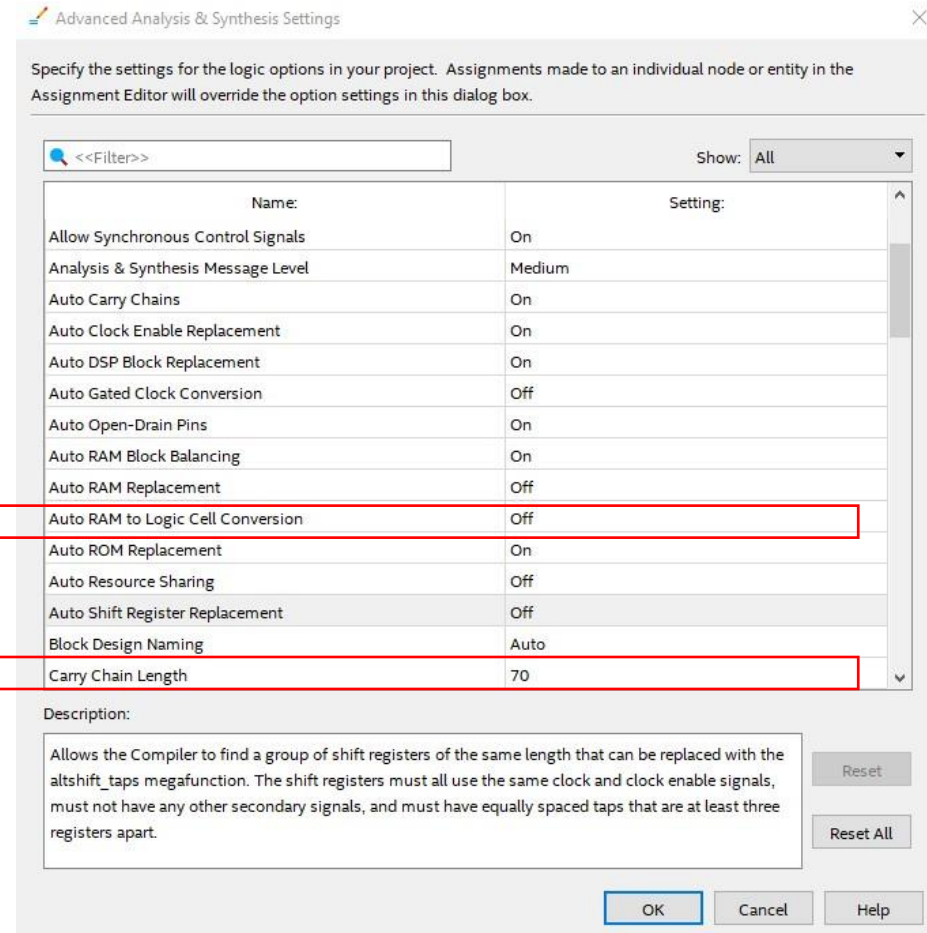 Advanced Analysis & Synthesis Settings
Specify the settings for the logic options in your project. Assignments made to an individual node or entity in the
Assignment Editor will override the option settings in this dialog box.
<<Filter>>
Show: All
Name: Setting:
Allow Synchronous Control Signals On
Analysis & Synthesis Message Level Medium
Auto Carry Chains On
Auto Clock Enable Replacement On
Auto DSP Block Replacement On
Auto Gated Clock Conversion Off
Auto Open-Drain Pins On
Auto RAM Block Balancing On
Auto RAM Replacement Off
Auto RAM to Logic Cell Conversion Off
Auto ROM Replacement On
Auto Resource Sharing Off
Auto Shift Register Replacement Off
Block Design Naming Auto
Carry Chain Length 70
Description:
Allows the Compiler to find a group of shift registers of the same length that can be replaced with the
altshift_taps megafunction. The shift registers must all use the same clock and clock enable signals,
must not have any other secondary signals, and must have equally spaced taps that are at least three
registers apart.
Reset
Reset All
OK Cancel Help